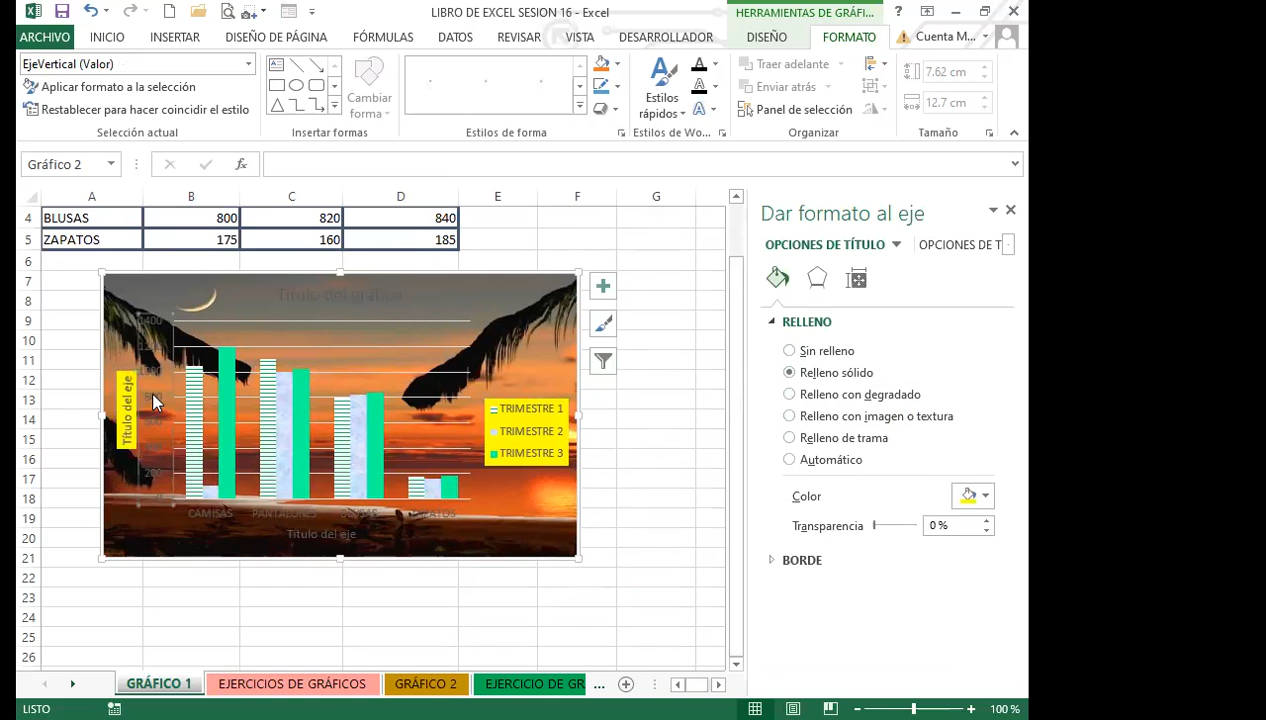 LIBRO DE EXCEL SESION 16 - Excel
HERRAMIENTAS DE GRÁFI...
ARCHIVO INICIO INSERTAR DISEÑO DE PÁGINA FÓRMULAS DATOS REVISAR VISTA DESARROLLADOR DISEÑO FORMATO Cuenta M...
EjeVertical (Valor)
Aplicar formato a la selección
Restablecer para hacer coincidir el estilo
Selección actual
Cambiar
forma
Insertar formas
Estilos de forma
Estilos
rápidos
Estilos de Wo...
Traer adelante
Enviar atrás
Panel de selección
Organizar
7.62 cm
12.7 cm
Tamaño
Gráfico 2
fx
A B C D E F G
4 BLUSAS 800 820 840
5 ZAPATOS 175 160 185
6
7
8
9
10
11
12
13
14
15
16
17
18
19
20
21
22
23
24
25
26
Título del gráfico
1400
200
Título del eje
CAMISAS PANTALONES
Título del eje
TRIMESTRE 1
TRIMESTRE 2
TRIMESTRE 3
Dar formato al eje
OPCIONES DE TÍTULO OPCIONES DE T
RELLENO
Sin relleno
Relleno sólido
Relleno con degradado
Relleno con imagen o textura
Relleno de trama
Automático
Color
Transparencia 0 %
BORDE
GRÁFICO 1 EJERCICIOS DE GRÁFICOS GRÁFICO 2 EJERCICIO DE GR ...
LISTO
100 %